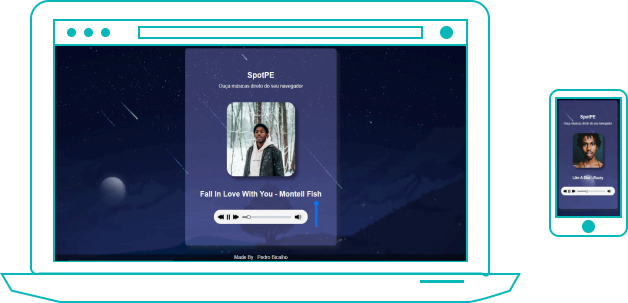 SpotPE
Ouça músicas direto do seu navegador
Fall In Love With You - Montell Fish
Made By : Pedro Bicalho
SpotPE
Ouça músicas direto do seu navegador
Like A Star -